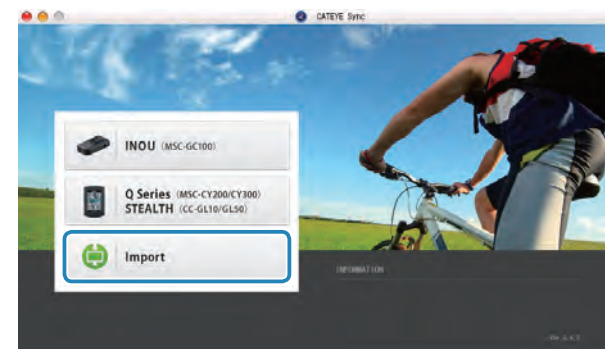 CATEYE Sync
INOU (MSC-GC100)
Q Series (MSC-CY200/CY300)
STEALTH (CC-GL10/GL50)
Import
INFORMATION